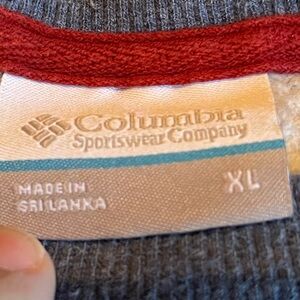 Columbia
Sportswear Company
MADE IN
SRI LANKA
XL